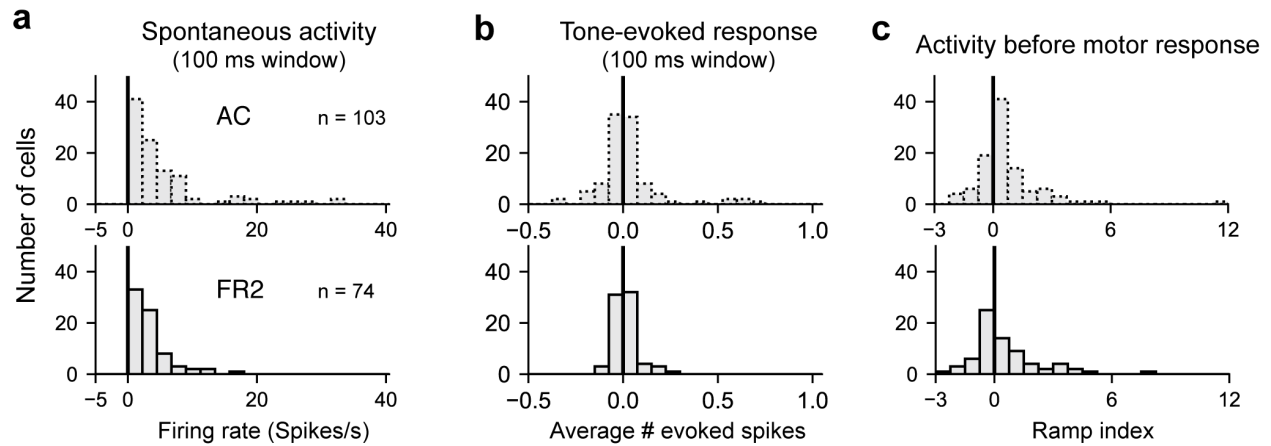 a
Spontaneous activity
(100 ms window)
b
Tone-evoked response
(100 ms window)
c
Activity before motor response
Number of cells
40
20
0
AC
n = 103
−5
0
20
40
40
20
0
−0.5
0.0
0.5
1.0
40
20
0
−3
0
6
12
40
20
0
FR2
n = 74
−5
0
20
40
Firing rate (Spikes/s)
40
20
0
−0.5
0.0
0.5
1.0
Average # evoked spikes
40
20
0
−3
0
6
12
Ramp index